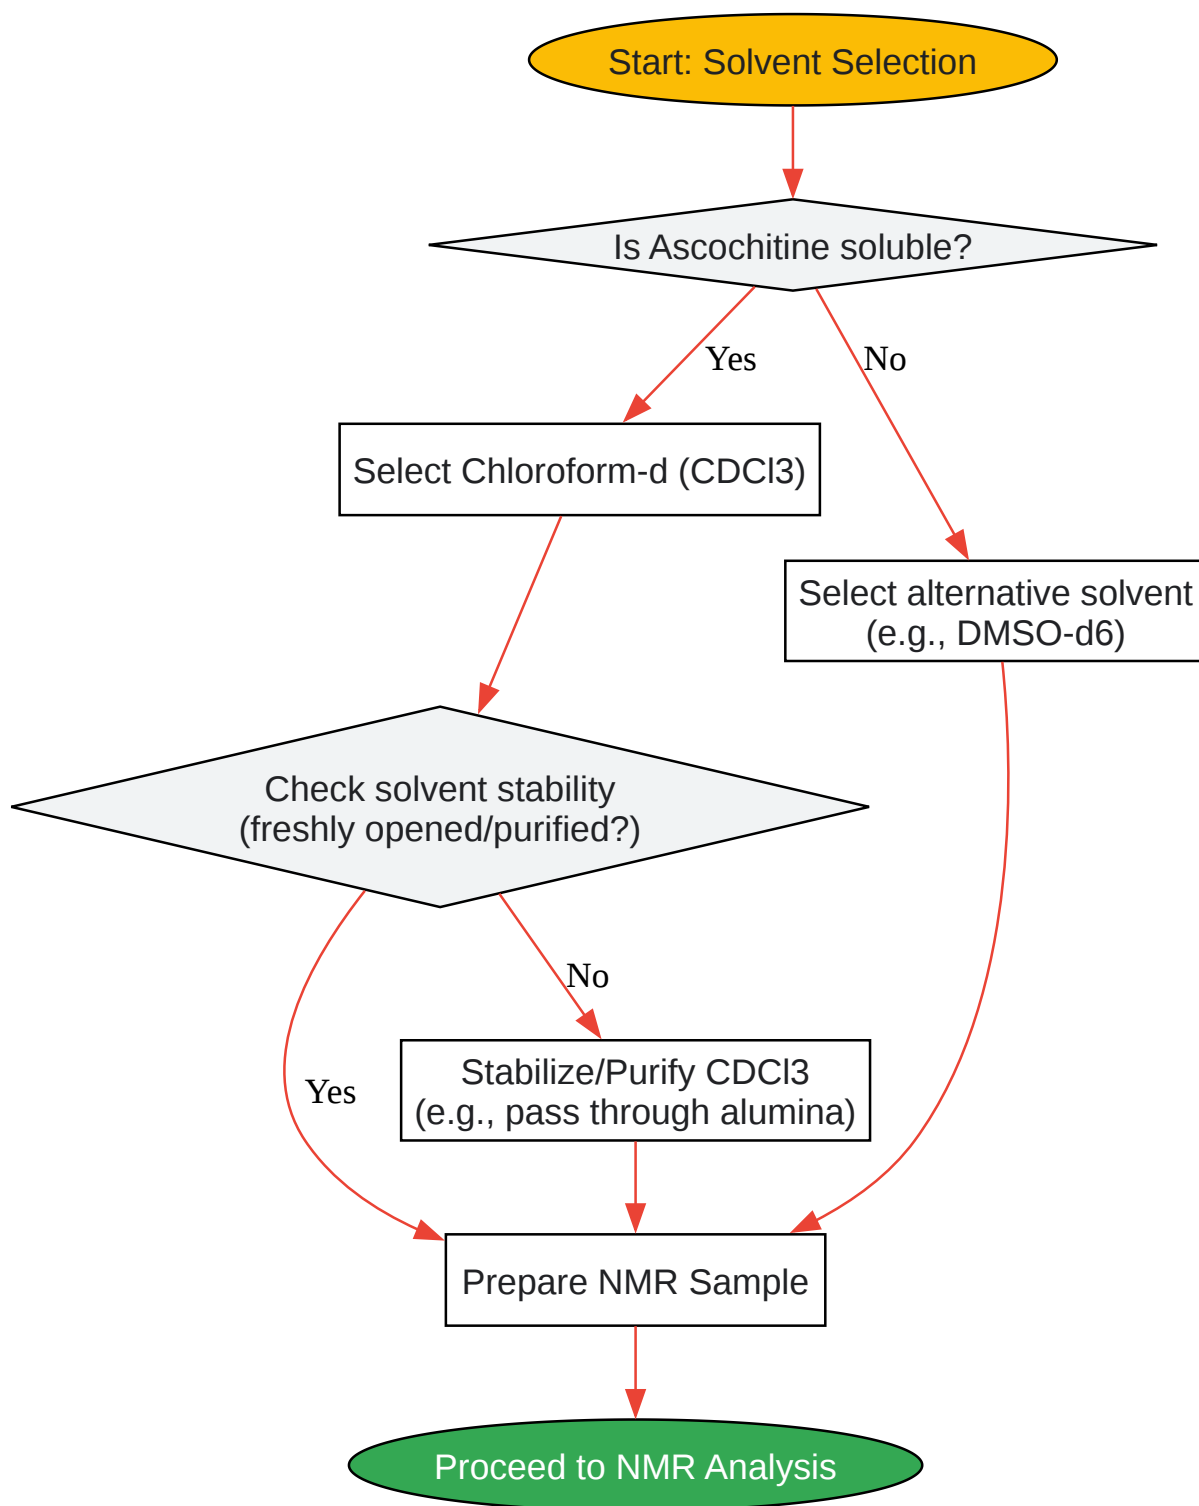 Start: Solvent Selection
Is Ascochitine soluble?
Yes
No
Select Chloroform-d (CDCl3)
Select alternative solvent
(e.g., DMSO-d6)
Check solvent stability
(freshly opened/purified?)
No
Yes
Stabilize/Purify CDCl3
(e.g., pass through alumina)
Prepare NMR Sample
Proceed to NMR Analysis